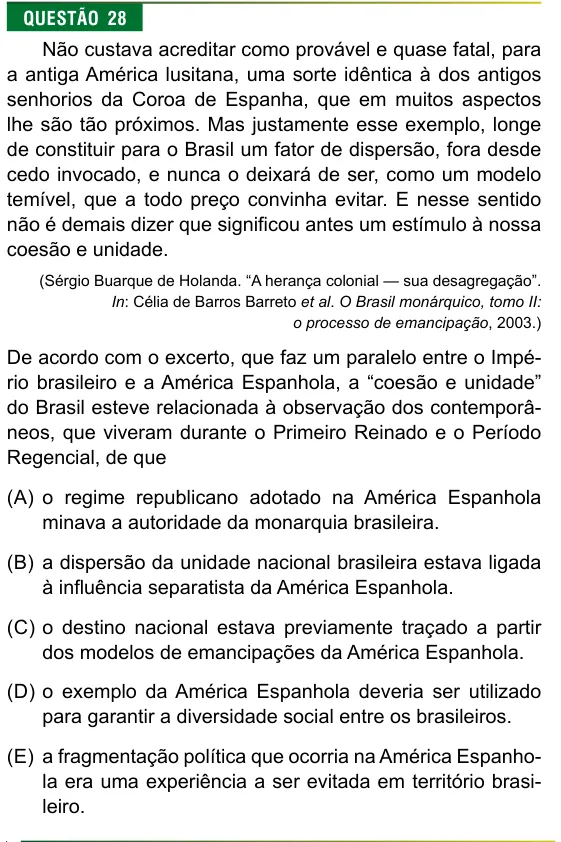 QUESTÃO 28
Não custava acreditar como provável e quase fatal, para
a antiga América lusitana, uma sorte idêntica à dos antigos
senhorios da Coroa de Espanha, que em muitos aspectos
lhe são tão próximos. Mas justamente esse exemplo, longe
de constituir para o Brasil um fator de dispersão, fora desde
cedo invocado, e nunca o deixará de ser, como um modelo
temível, que a todo preço convinha evitar. E nesse sentido
não é demais dizer que significou antes um estímulo à nossa
coesão e unidade.
(Sérgio Buarque de Holanda. “A herança colonial — sua desagregação”.
In: Célia de Barros Barreto et al. O Brasil monárquico, tomo II:
o processo de emancipação, 2003.)
De acordo com o excerto, que faz um paralelo entre o Impé-
rio brasileiro e a América Espanhola, a “coesão e unidade”
do Brasil esteve relacionada à observação dos contemporâ-
neos, que viveram durante o Primeiro Reinado e o Período
Regencial, de que
(A) o regime republicano adotado na América Espanhola
minava a autoridade da monarquia brasileira.
(B) a dispersão da unidade nacional brasileira estava ligada
à influência separatista da América Espanhola.
(C) o destino nacional estava previamente traçado a partir
dos modelos de emancipações da América Espanhola.
(D) o exemplo da América Espanhola deveria ser utilizado
para garantir a diversidade social entre os brasileiros.
(E) a fragmentação política que ocorria na América Espanho-
la era uma experiência a ser evitada em território brasi-
leiro.